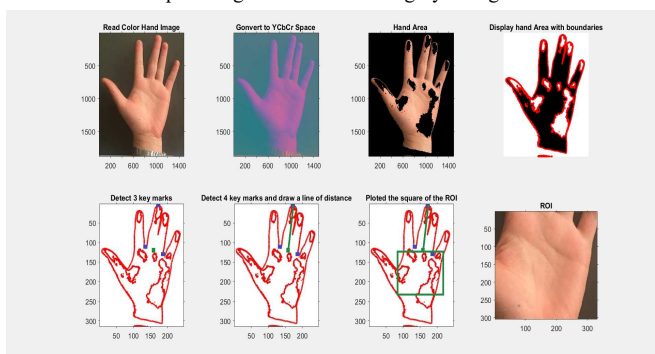 Read Color Hand Image
500
1000
1500
200 600 1000 1400
Gonvert to YCbCr Space
500
1000
1500
200 600 1000 1400
Hand Area
500
1000
1500
200 600 1000 1400
Display hand Area with boundaries
Detect 3 key marks
50
100
150
200
250
300
50 100 150 200
Detect 4 key marks and draw a line of distance
50
100
150
200
250
300
50 100 150 200
Ploted the square of the ROI
50
100
150
200
250
300
50 100 150 200
ROI
50
100
150
200
250
300
100 200 300